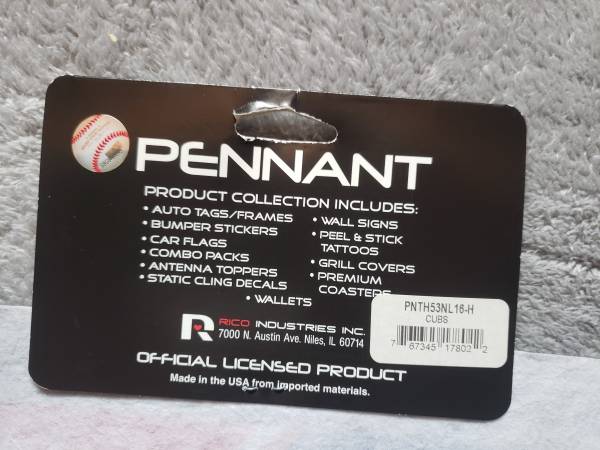 PENNANT
PRODUCT COLLECTION INCLUDES:
• AUTO TAGS/FRAMES
• BUMPER STICKERS
• CAR FLAGS
• COMBO PACKS
• ANTENNA TOPPERS
• STATIC CLING DECALS
• WALL SIGNS
• PEEL & STICK
TATTOOS
• GRILL COVERS
• PREMIUM
COASTERS
• WALLETS
PNTH53NL16-H
CUBS
7 67345 17802 2
R
RICO INDUSTRIES INC.
7000 N. Austin Ave. Niles, IL 60714
OFFICIAL LICENSED PRODUCT
Made in the USA from imported materials.